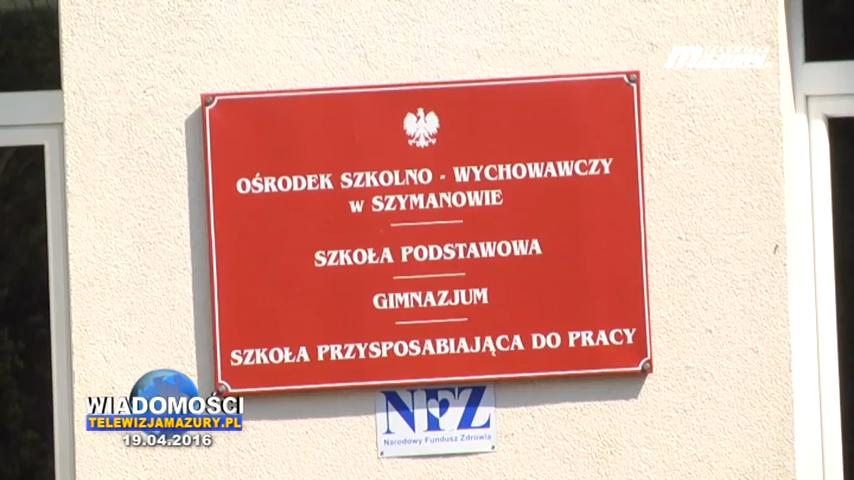 MAZURY
OŚRODEK SZKOLNO - WYCHOWAWCZY
w SZYMANOWIE
SZKOŁA PODSTAWOWA
GIMNAZJUM
SZKOŁA PRZYSPOSABIAJĄCA DO PRACY
NFZ
Narodowy Fundusz Zdrowia
WIADOMOŚCI
TELEWIZJAMAZURY.PL
19.04.2016